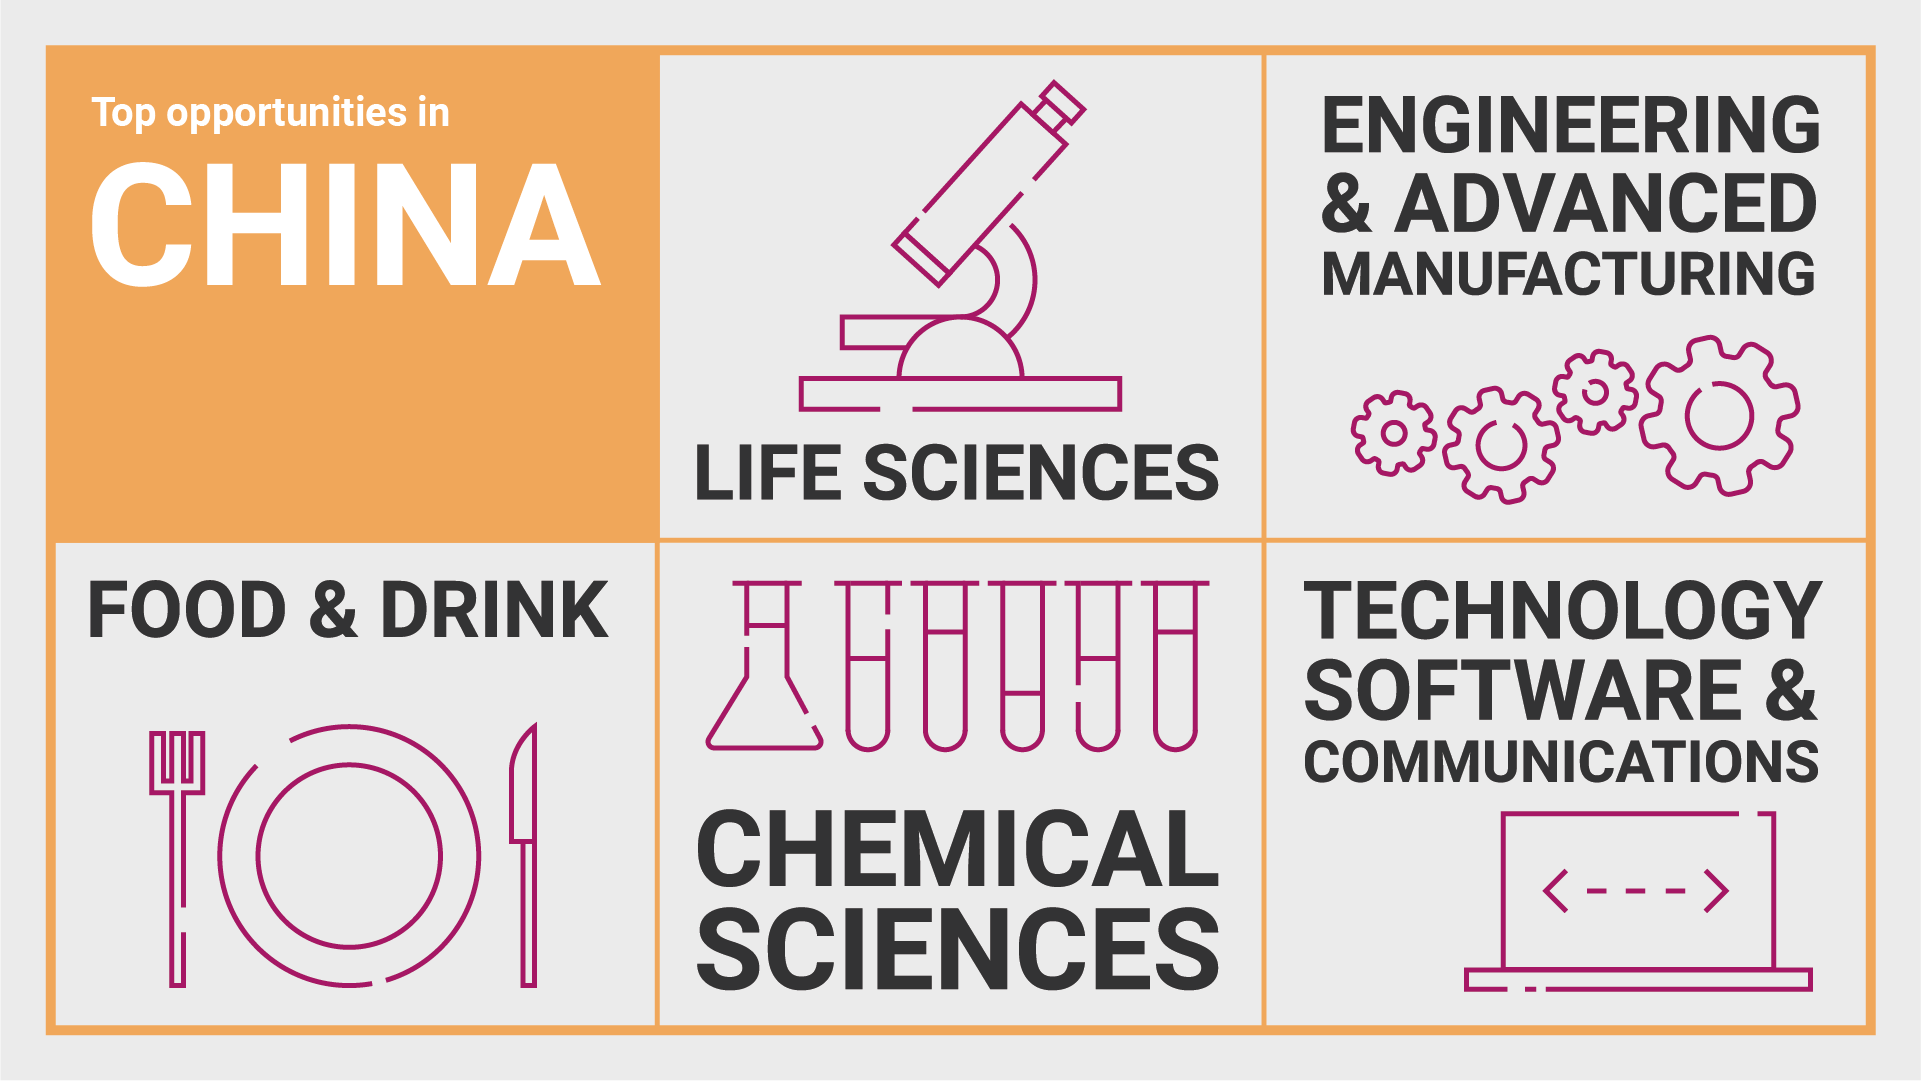 Top opportunities in
CHINA
LIFE SCIENCES
ENGINEERING
& ADVANCED
MANUFACTURING
FOOD & DRINK
CHEMICAL
SCIENCES
TECHNOLOGY
SOFTWARE &
COMMUNICATIONS